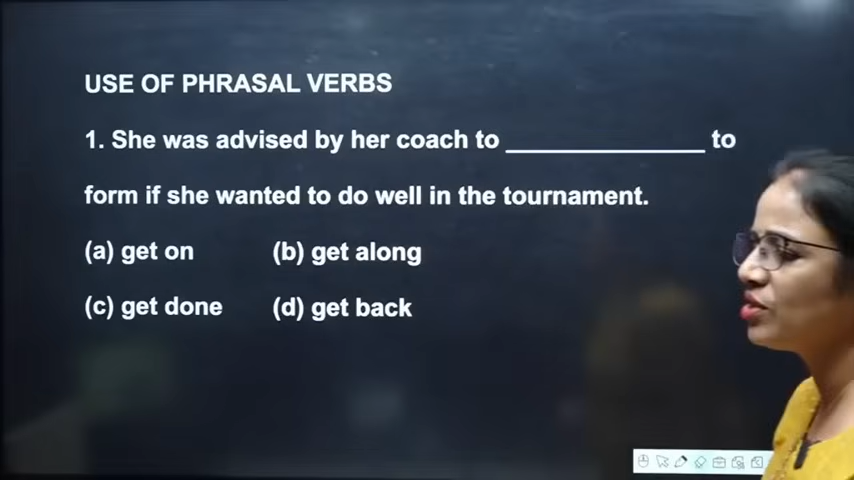 USE OF PHRASAL VERBS
1. She was advised by her coach to _______________ to
form if she wanted to do well in the tournament.
(a) get on (b) get along
(c) get done (d) get back